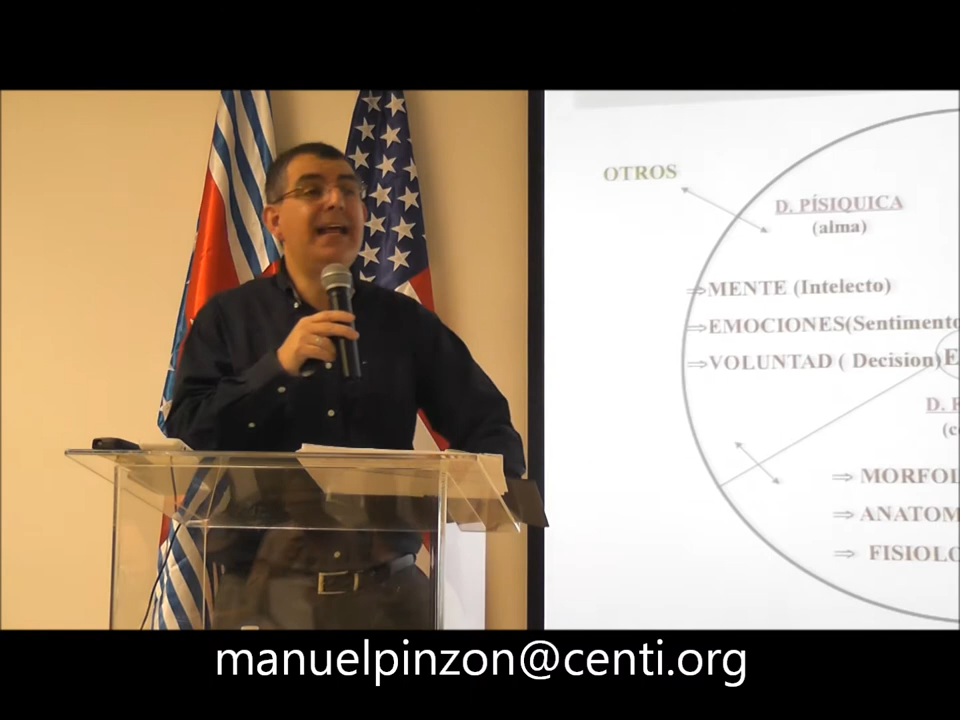 OTROS
D. PÍSIQUICA
(alma)
⇒MENTE (Intelecto)
⇒EMOCIONES(Sentimento
⇒VOLUNTAD ( Decision)
⇒ MORFOL
⇒ ANATOM
⇒ FISIOLO
manuelpinzon@centi.org